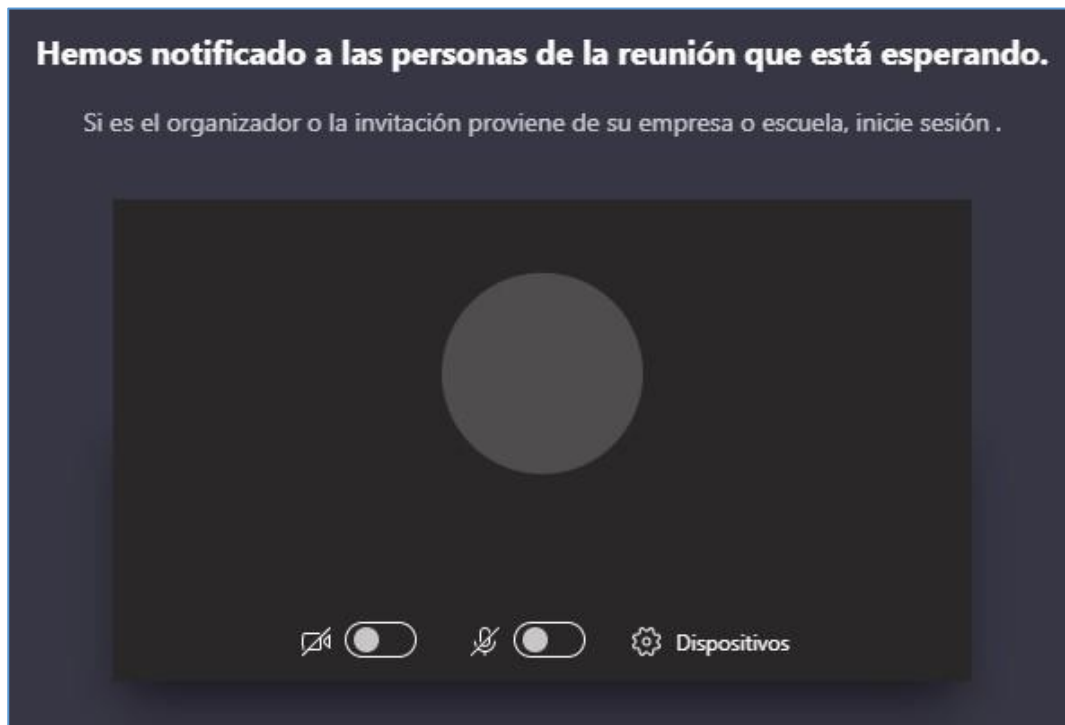 Hemos notificado a las personas de la reunión que está esperando.
Si es el organizador o la invitación proviene de su empresa o escuela, inicie sesión .
Dispositivos